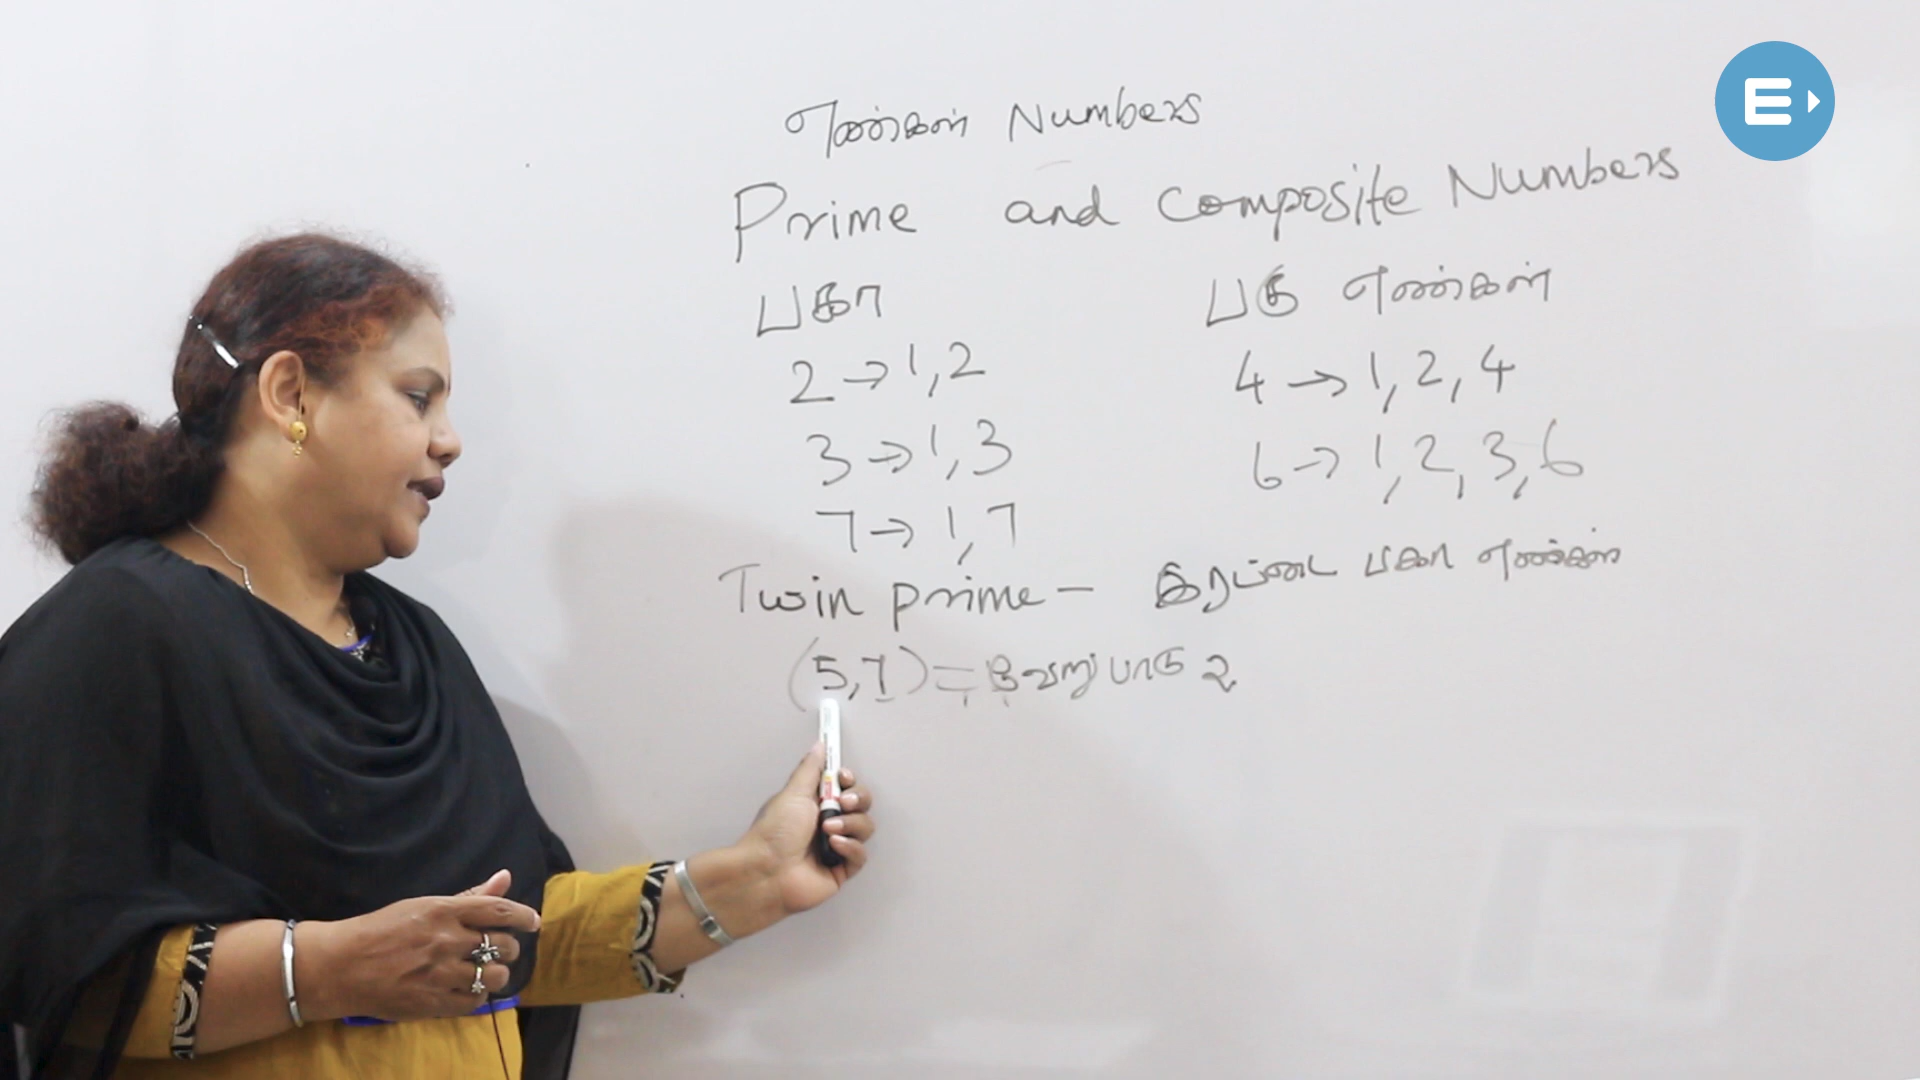 எண்கள் Numbers
Prime and Composite Numbers
பகா பகு எண்கள்
2 → 1, 2 4 → 1, 2, 4
3 → 1, 3 6 → 1, 2, 3, 6
7 → 1, 7
Twin prime - இரட்டை பகா எண்கள்
(5, 7) = வேறுபாடு 2
E